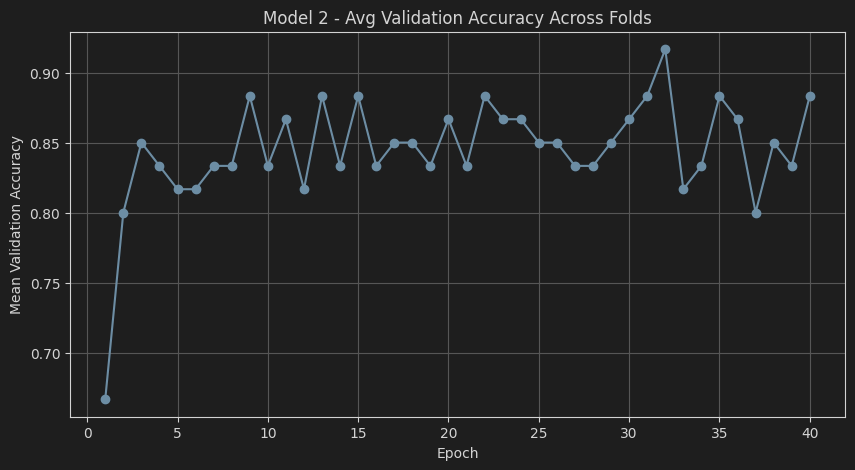 Model 2 - Avg Validation Accuracy Across Folds
Mean Validation Accuracy
0.90
0.85
0.80
0.75
0.70
0 5 10 15 20 25 30 35 40
Epoch